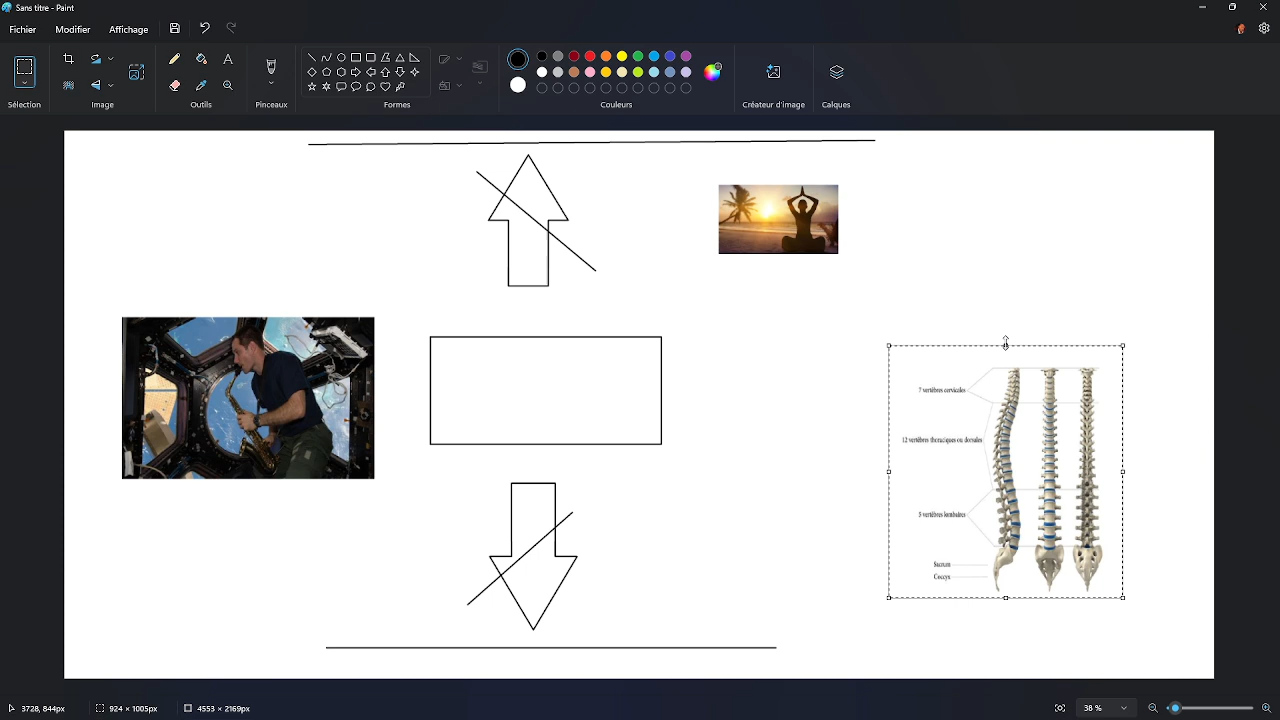 Sans titre - Paint
Fichier Modifier Affichage
Sélection Image Outils Pinceaux Formes Couleurs Créateur d'image Calques
7 vertèbres cervicales
12 vertèbres thoraciques ou dorsales
5 vertèbres lombaires
Sacrum
Coccyx
3728, 844px 924 × 1005px 4553 × 2169px 38 %